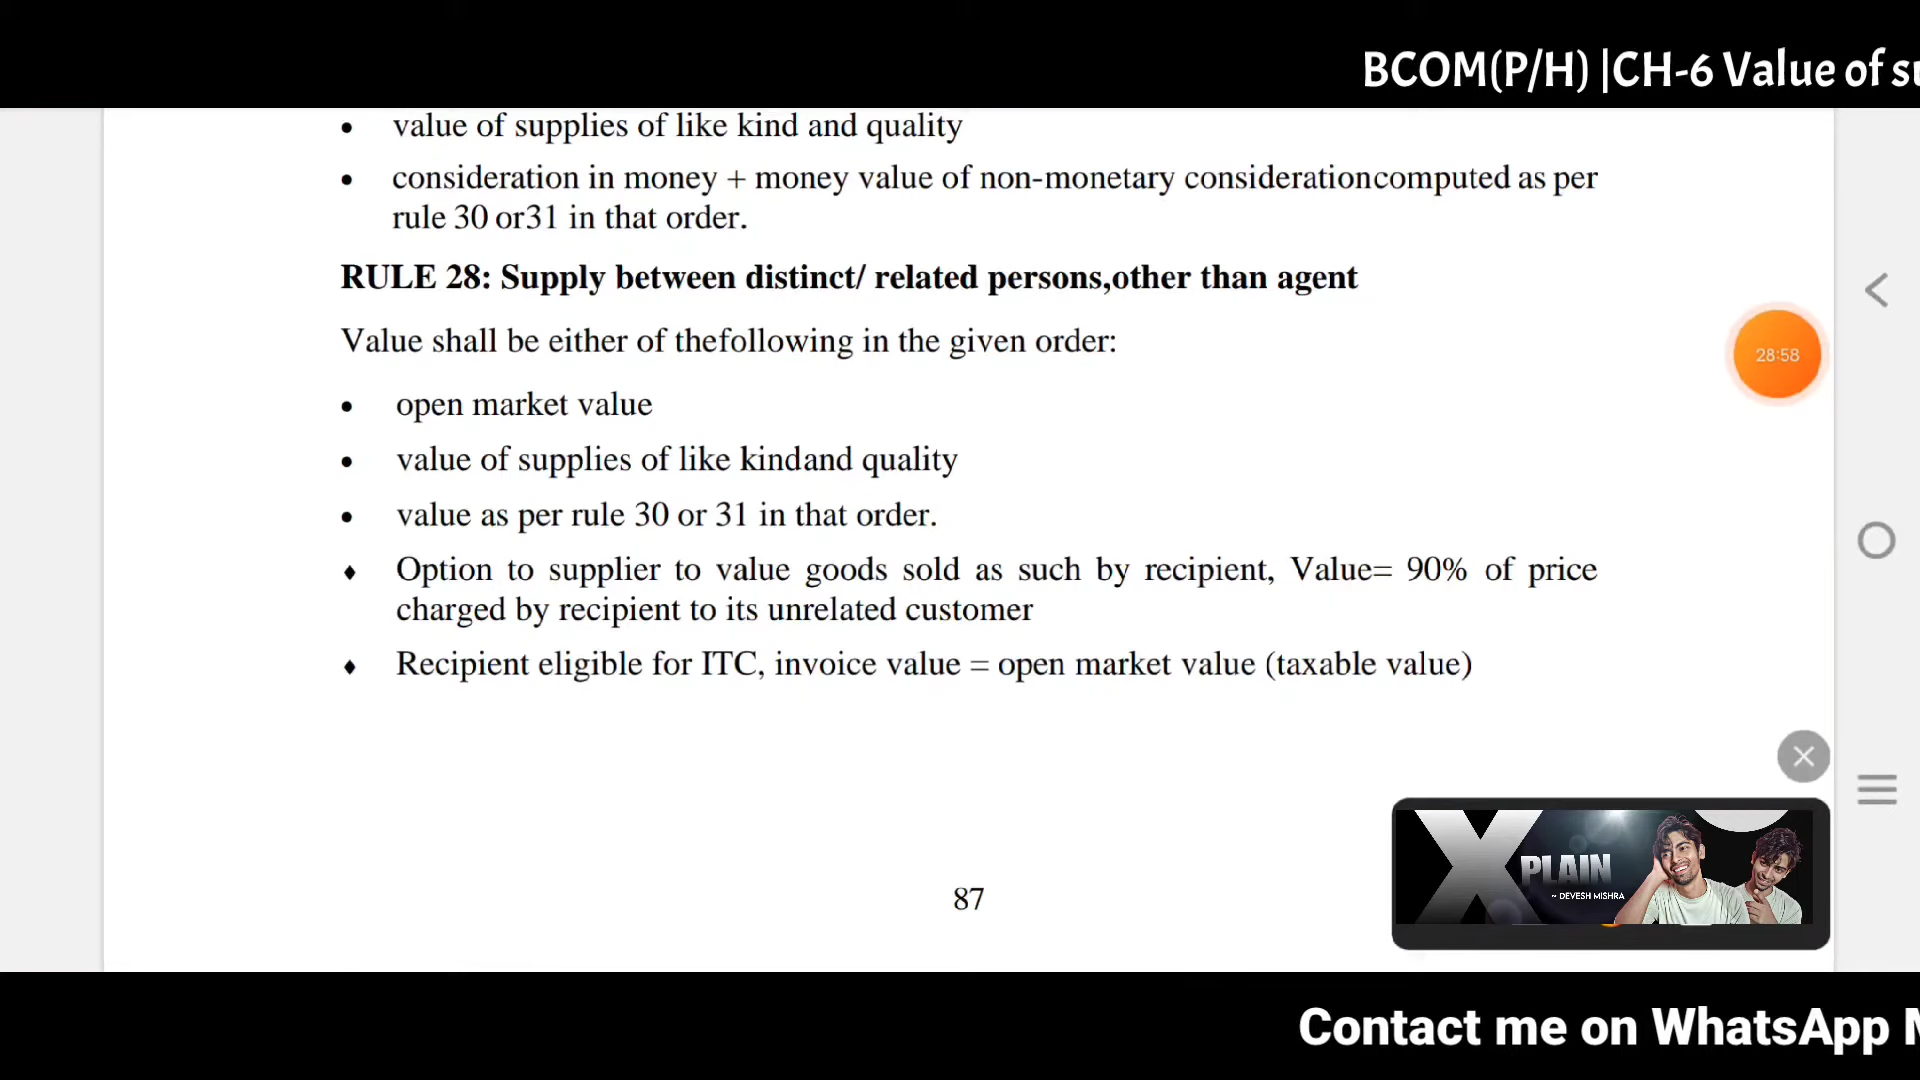 BCOM(P/H) |CH-6 Value of su
• value of supplies of like kind and quality
• consideration in money + money value of non-monetary considerationcomputed as per
rule 30 or31 in that order.
RULE 28: Supply between distinct/ related persons,other than agent
Value shall be either of thefollowing in the given order:
• open market value
• value of supplies of like kindand quality
• value as per rule 30 or 31 in that order.
♦ Option to supplier to value goods sold as such by recipient, Value= 90% of price
charged by recipient to its unrelated customer
♦ Recipient eligible for ITC, invoice value = open market value (taxable value)
28:58
XPLAIN
~ DEVESH MISHRA
87
Contact me on WhatsApp